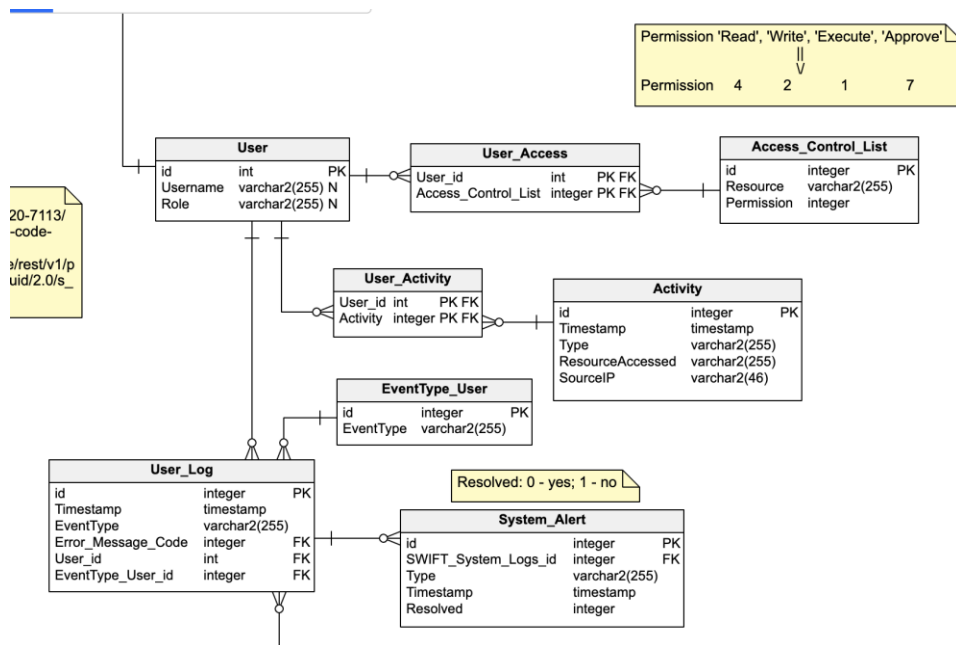 Permission 'Read', 'Write', 'Execute', 'Approve'
||
\/
Permission 4 2 1 7
User
id int PK
Username varchar2(255) N
Role varchar2(255) N
User_Access
User_id int PK FK
Access_Control_List integer PK FK
Access_Control_List
id integer PK
Resource varchar2(255)
Permission integer
20-7113/
-code-
e/rest/v1/p
uid/2.0/s_
User_Activity
User_id int PK FK
Activity integer PK FK
Activity
id integer PK
Timestamp timestamp
Type varchar2(255)
ResourceAccessed varchar2(255)
SourceIP varchar2(46)
EventType_User
id integer PK
EventType varchar2(255)
User_Log
id integer PK
Timestamp timestamp
EventType varchar2(255)
Error_Message_Code integer FK
User_id int FK
EventType_User_id integer FK
Resolved: 0 - yes; 1 - no
System_Alert
id integer PK
SWIFT_System_Logs_id integer FK
Type varchar2(255)
Timestamp timestamp
Resolved integer